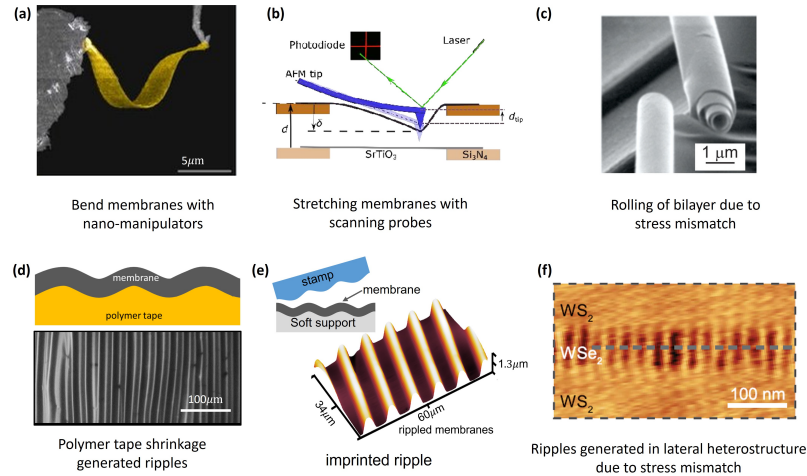 (a)
5μm
Bend membranes with
nano-manipulators
(b)
Photodiode
Laser
AFM tip
d
δ
d_tip
SrTiO₃
Si₃N₄
Stretching membranes with
scanning probes
(c)
1 μm
Rolling of bilayer due to
stress mismatch
(d)
membrane
polymer tape
100μm
Polymer tape shrinkage
generated ripples
(e)
stamp
membrane
Soft support
1.3μm
34μm
60μm
rippled membranes
imprinted ripple
(f)
WS₂
WSe₂
WS₂
100 nm
Ripples generated in lateral heterostructure
due to stress mismatch